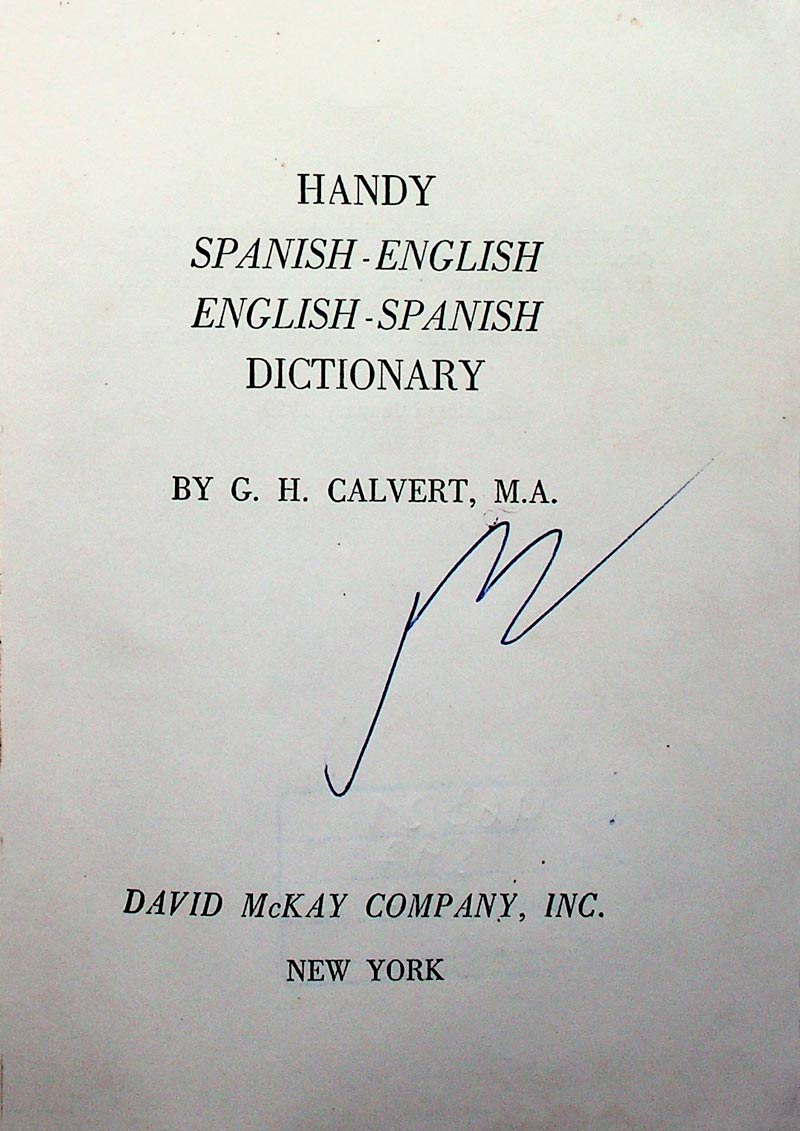 HANDY
SPANISH-ENGLISH
ENGLISH-SPANISH
DICTIONARY
BY G. H. CALVERT, M.A.
DAVID McKAY COMPANY, INC.
NEW YORK